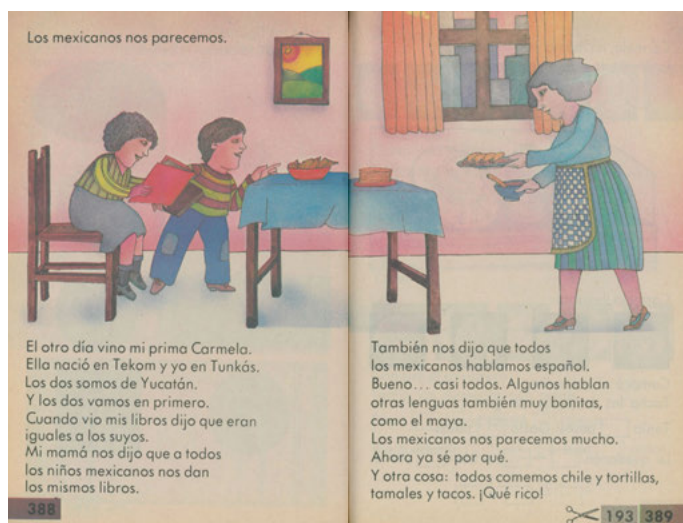 Los mexicanos nos parecemos.
El otro día vino mi prima Carmela.
Ella nació en Tekom y yo en Tunkás.
Los dos somos de Yucatán.
Y los dos vamos en primero.
Cuando vio mis libros dijo que eran
iguales a los suyos.
Mi mamá nos dijo que a todos
los niños mexicanos nos dan
los mismos libros.
388
También nos dijo que todos
los mexicanos hablamos español.
Bueno... casi todos. Algunos hablan
otras lenguas también muy bonitas,
como el maya.
Los mexicanos nos parecemos mucho.
Ahora ya sé por qué.
Y otra cosa: todos comemos chile y tortillas,
tamales y tacos. ¡Qué rico!
193 389